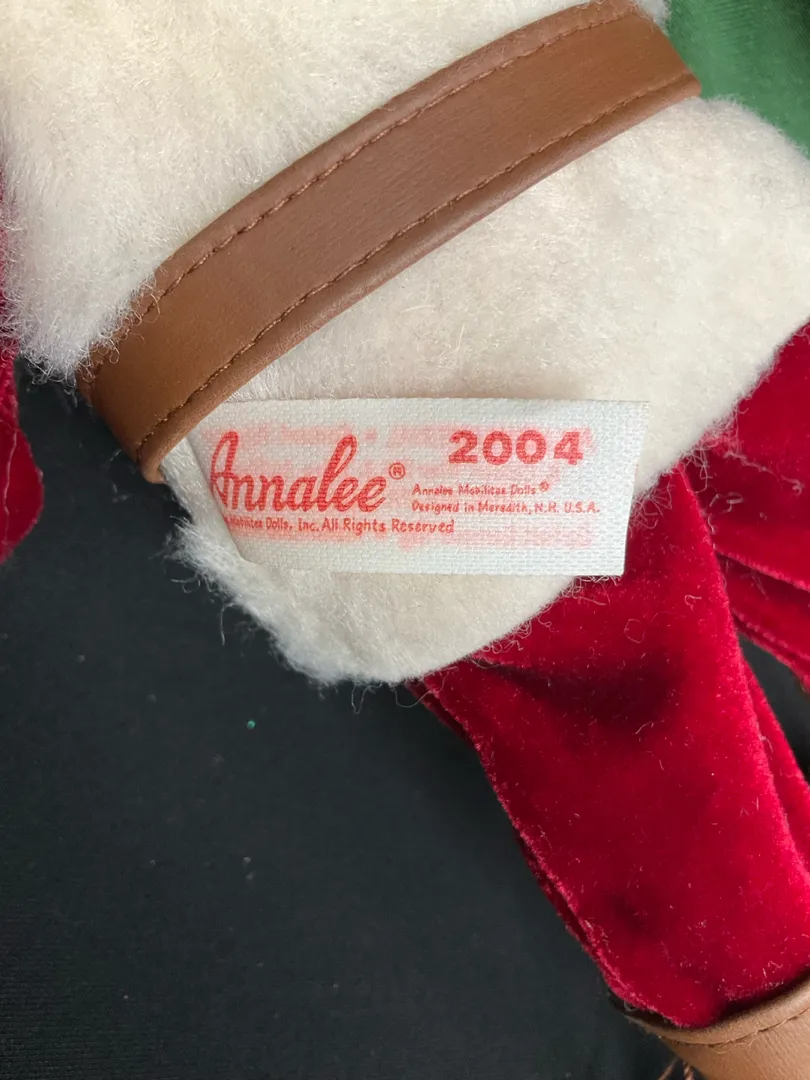 Annalee® 2004
Annalee Mobilitee Dolls®
Designed in Meredith, N.H. U.S.A.
Mobilitee Dolls, Inc. All Rights Reserved